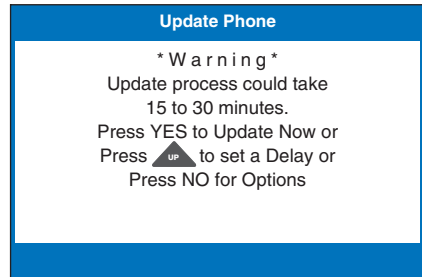 Update Phone
* W a r n i n g *
Update process could take
15 to 30 minutes.
Press YES to Update Now or
Press UP to set a Delay or
Press NO for Options